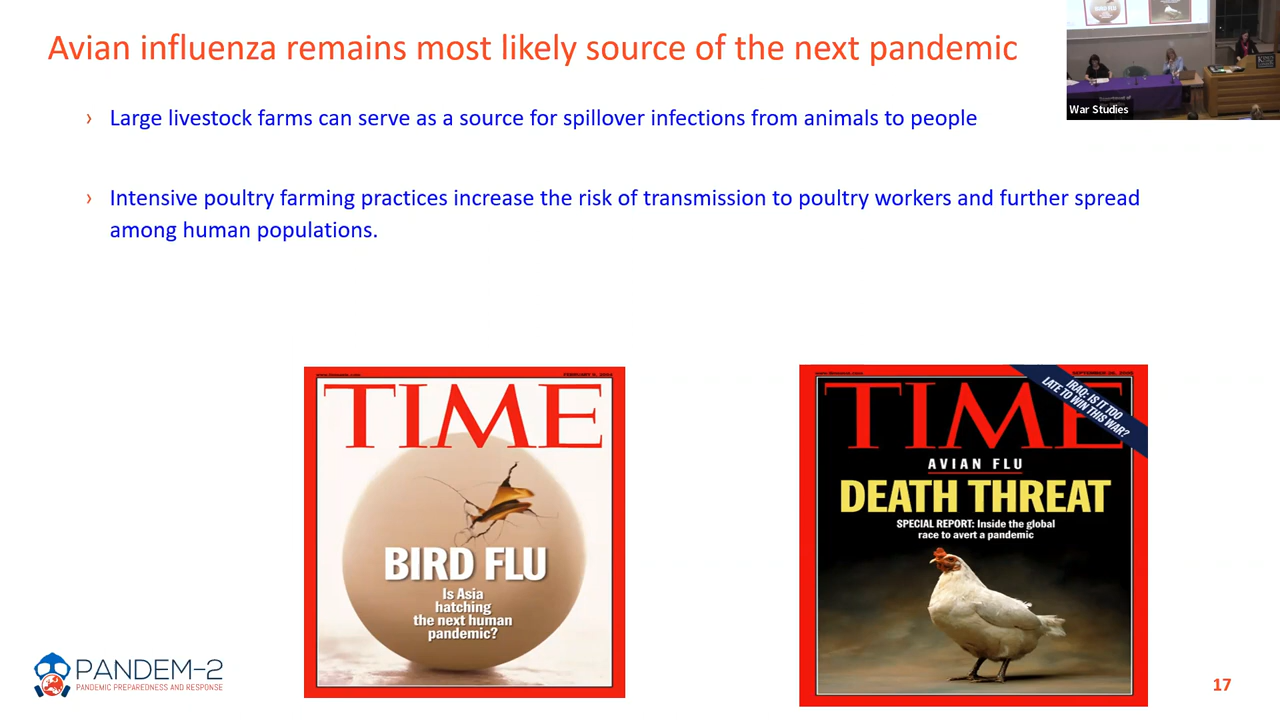 Avian influenza remains most likely source of the next pandemic
War Studies
› Large livestock farms can serve as a source for spillover infections from animals to people
› Intensive poultry farming practices increase the risk of transmission to poultry workers and further spread
among human populations.
TIME
BIRD FLU
Is Asia
hatching
the next human
pandemic?
IRAQ: IS IT TOO
LATE TO WIN THIS WAR?
TIME
AVIAN FLU
DEATH THREAT
SPECIAL REPORT: Inside the global
race to avert a pandemic
PANDEM-2
PANDEMIC PREPAREDNESS AND RESPONSE
17